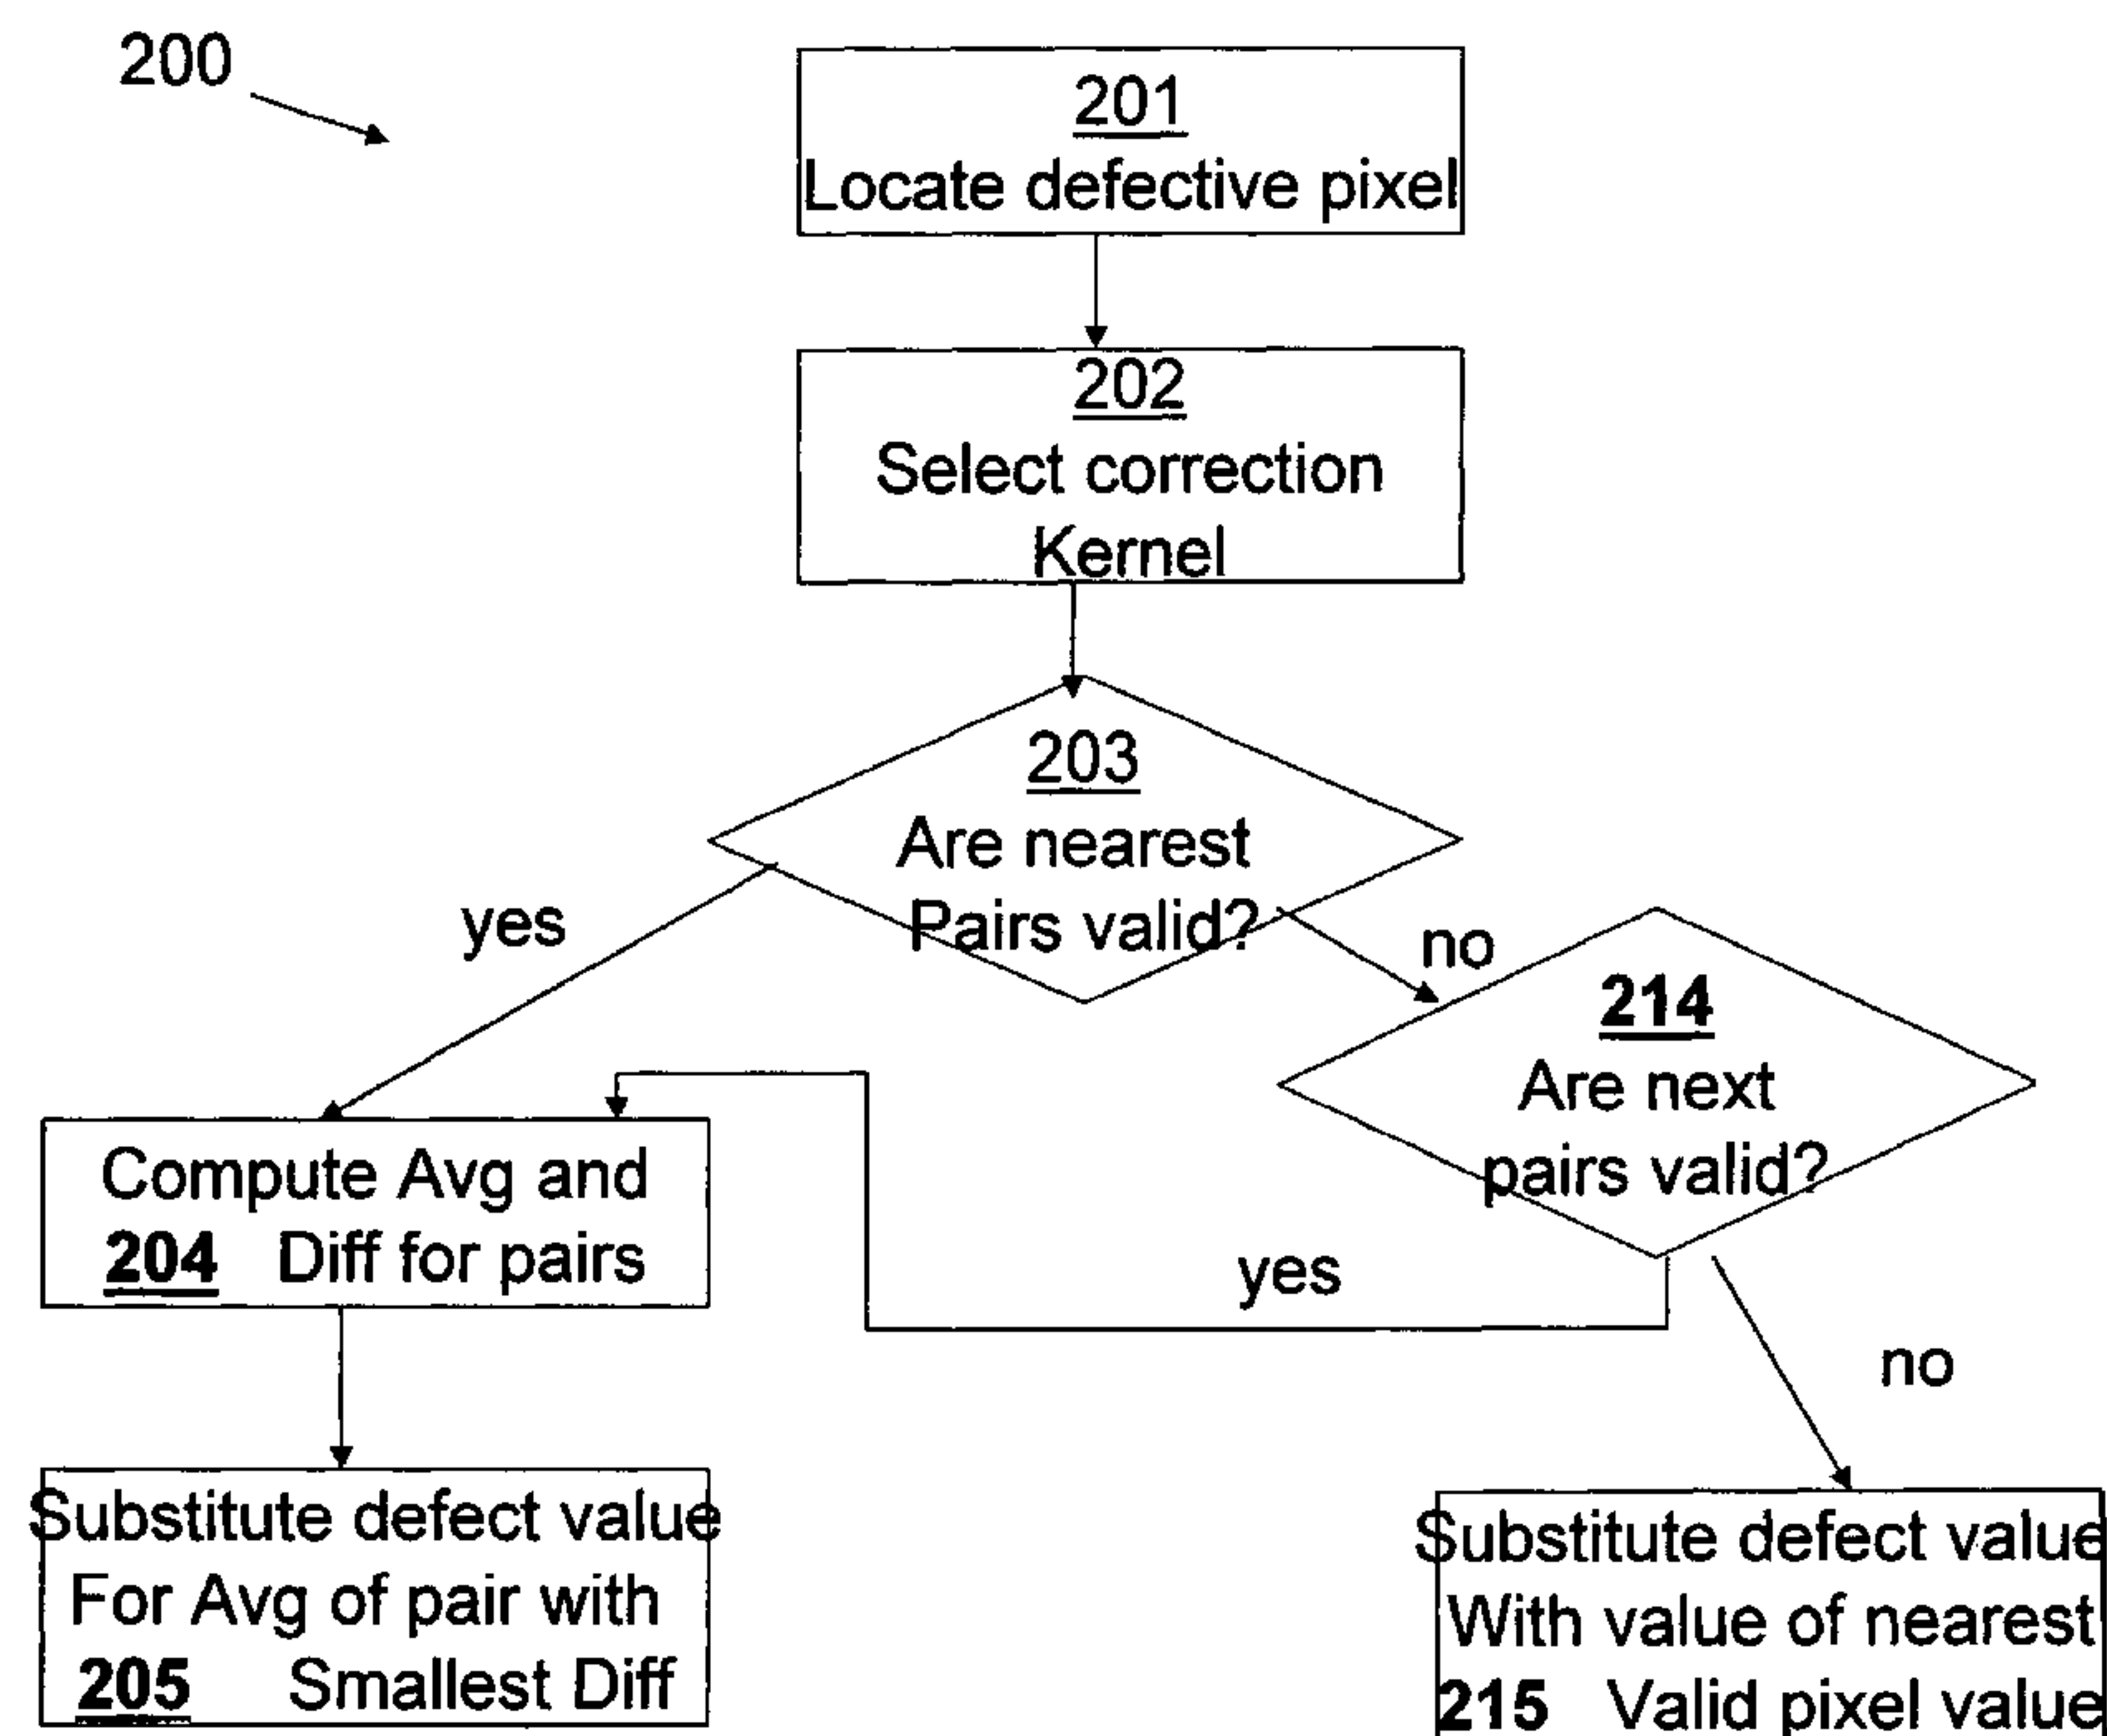 200
201
Locate defective pixel
202
Select correction
Kernel
203
Are nearest
Pairs valid?
yes
no
214
Are next
pairs valid?
Compute Avg and
204 Diff for pairs
yes
no
Substitute defect value
For Avg of pair with
205 Smallest Diff
Substitute defect value
With value of nearest
215 Valid pixel value